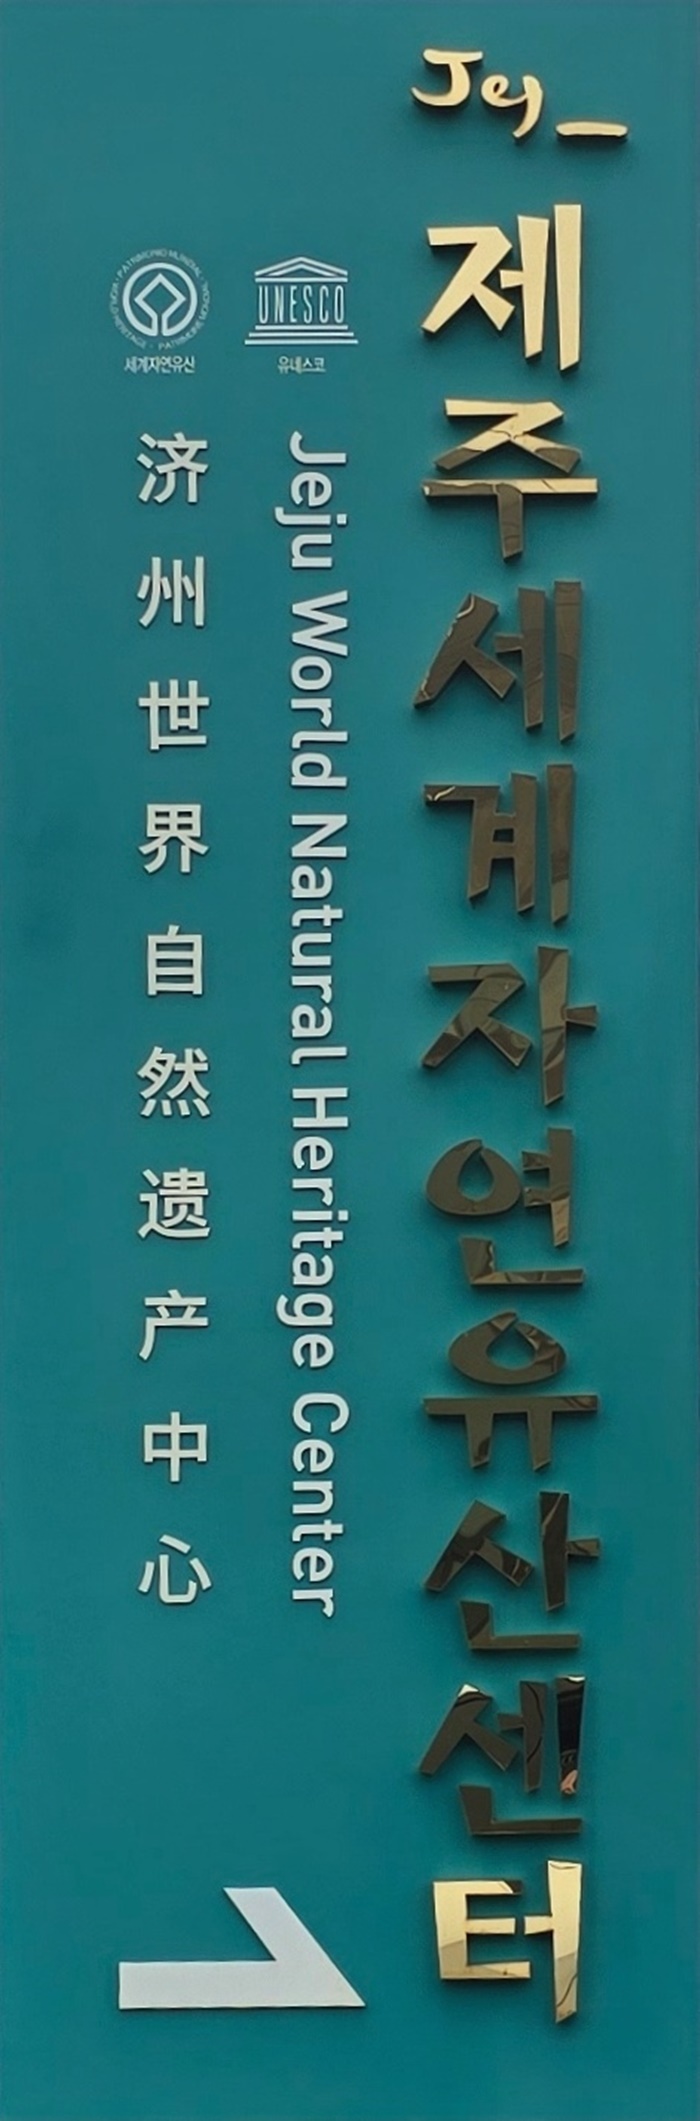 제주세계자연유산센터
UNESCO
유네스코
Jeju World Natural Heritage Center
세계자연유산
济州世界自然遗产中心